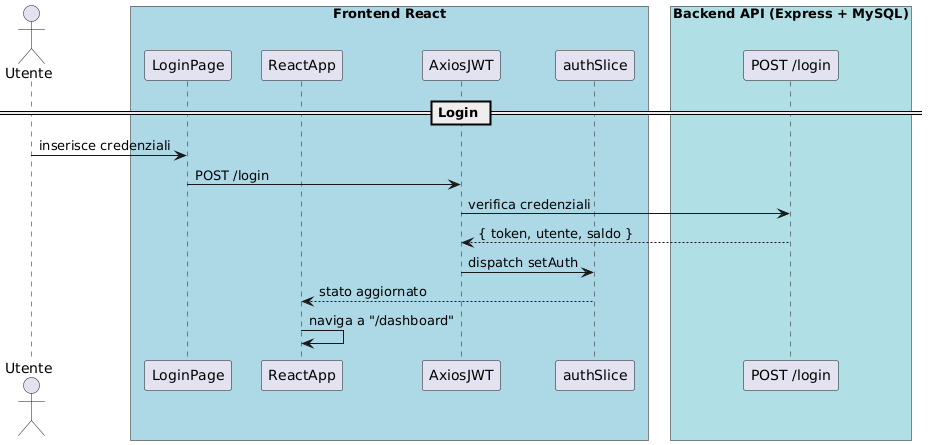 Frontend React
Backend API (Express + MySQL)
Utente
LoginPage
ReactApp
AxiosJWT
authSlice
POST /login
Login
inserisce credenziali
POST /login
verifica credenziali
{ token, utente, saldo }
dispatch setAuth
stato aggiornato
naviga a "/dashboard"
Utente
LoginPage
ReactApp
AxiosJWT
authSlice
POST /login